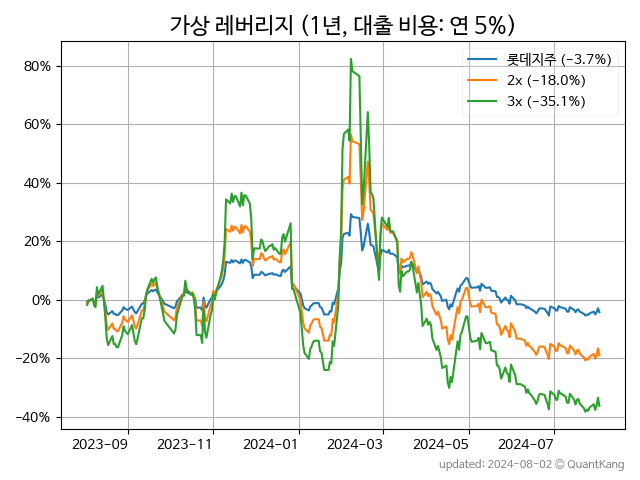 가상 레버리지 (1년, 대출 비용: 연 5%)
롯데지주 (−3.7%)
2x (−18.0%)
3x (−35.1%)
80%
60%
40%
20%
0%
−20%
−40%
2023-09
2023-11
2024-01
2024-03
2024-05
2024-07
updated: 2024-08-02 © QuantKang